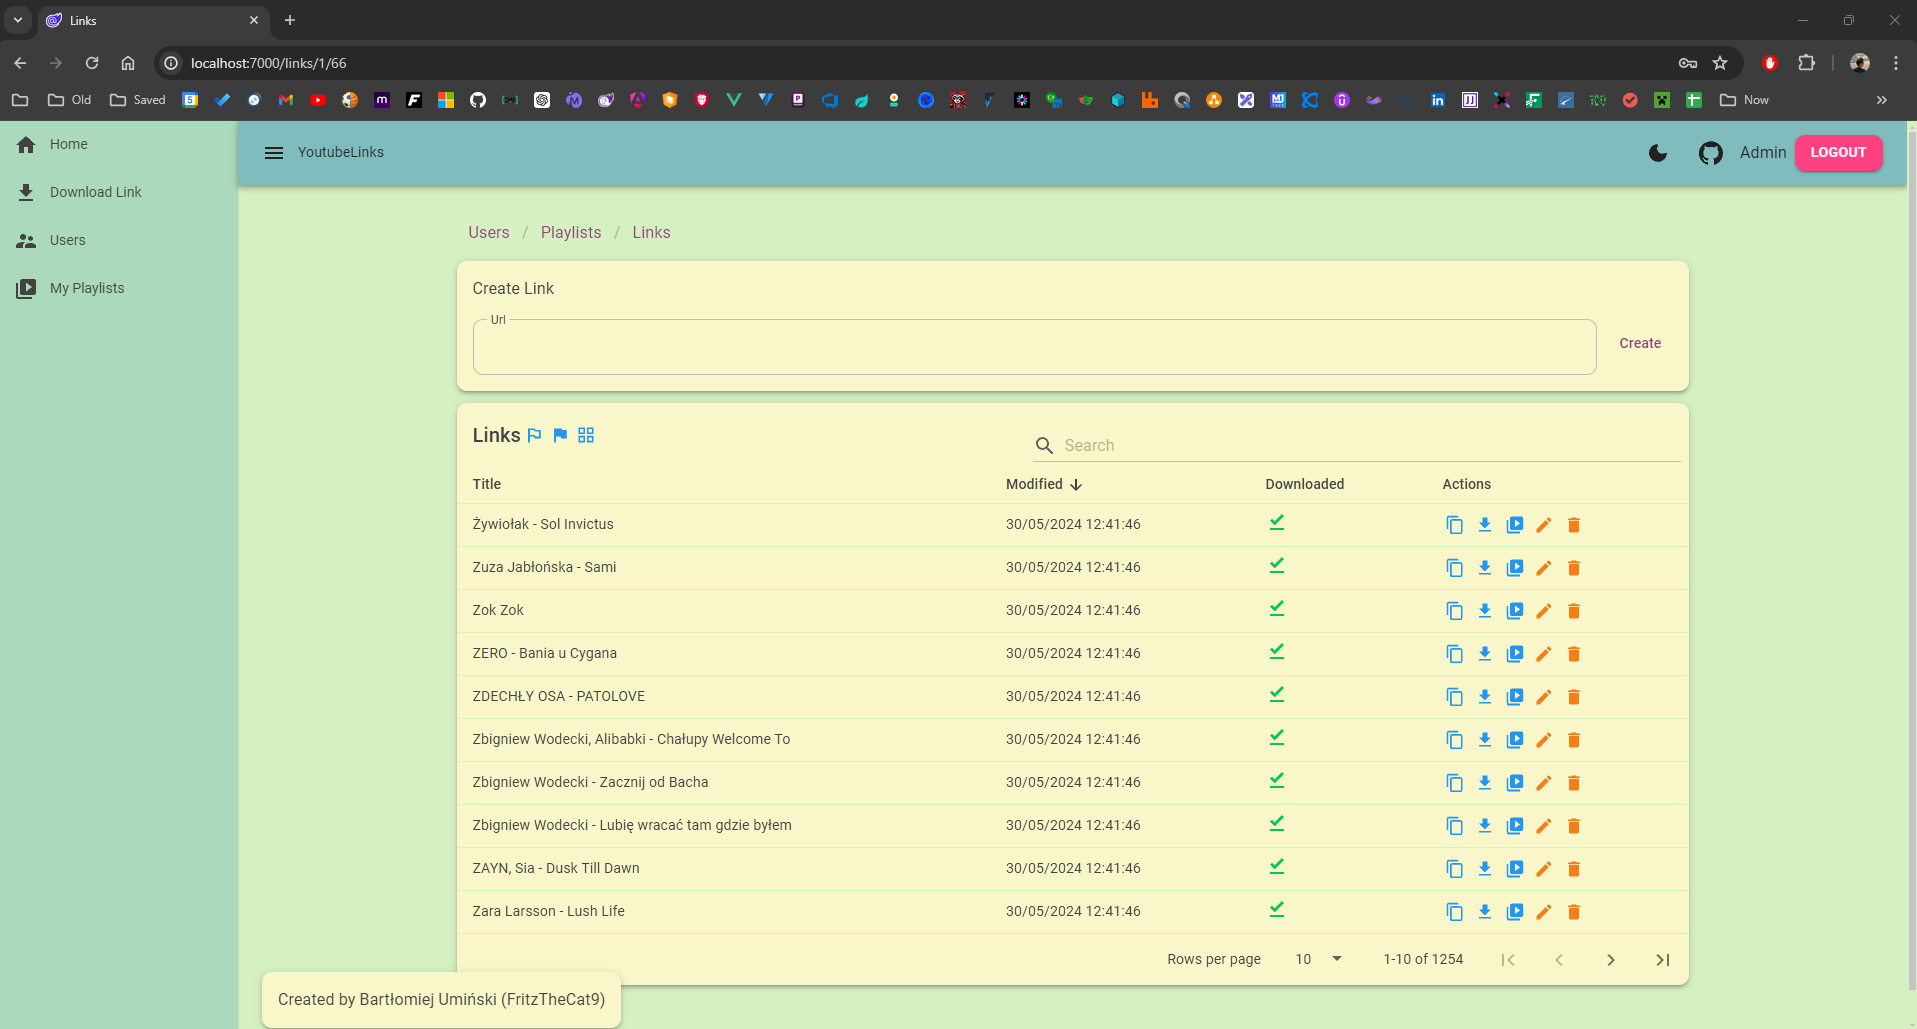 Links
localhost:7000/links/1/66
Old
Saved
Now
Home
Download Link
Users
My Playlists
YoutubeLinks
Admin
LOGOUT
Users / Playlists / Links
Create Link
Url
Create
Links
Search
Title Modified Downloaded Actions
Żywiołak - Sol Invictus 30/05/2024 12:41:46
Zuza Jabłońska - Sami 30/05/2024 12:41:46
Zok Zok 30/05/2024 12:41:46
ZERO - Bania u Cygana 30/05/2024 12:41:46
ZDECHŁY OSA - PATOLOVE 30/05/2024 12:41:46
Zbigniew Wodecki, Alibabki - Chałupy Welcome To 30/05/2024 12:41:46
Zbigniew Wodecki - Zacznij od Bacha 30/05/2024 12:41:46
Zbigniew Wodecki - Lubię wracać tam gdzie byłem 30/05/2024 12:41:46
ZAYN, Sia - Dusk Till Dawn 30/05/2024 12:41:46
Zara Larsson - Lush Life 30/05/2024 12:41:46
Rows per page 10 1-10 of 1254
Created by Bartłomiej Umiński (FritzTheCat9)